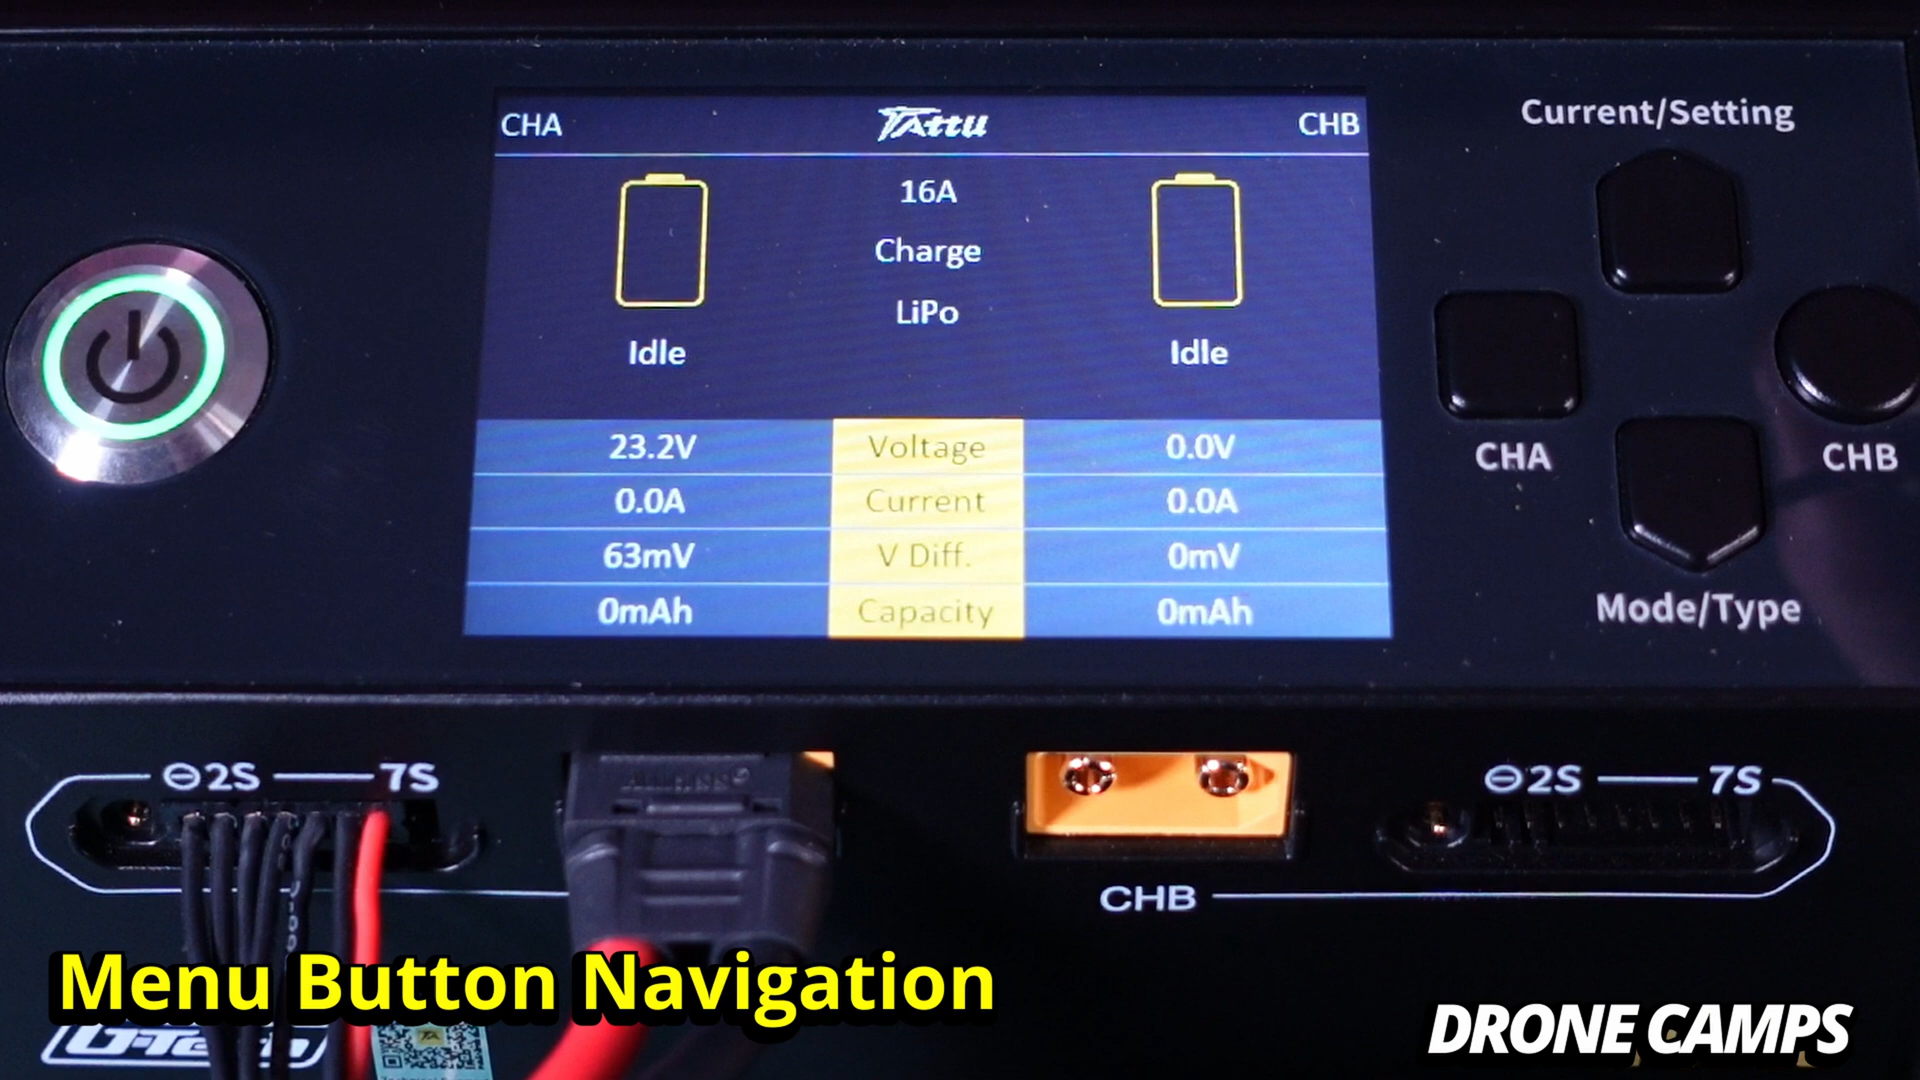 CHA TATTU CHB
16A
Charge
LiPo
Idle Idle
23.2V Voltage 0.0V
0.0A Current 0.0A
63mV V Diff. 0mV
0mAh Capacity 0mAh
Current/Setting
CHA CHB
Mode/Type
⊖2S 7S
⊖2S 7S
CHB
Menu Button Navigation
G-Tech
DRONE CAMPS